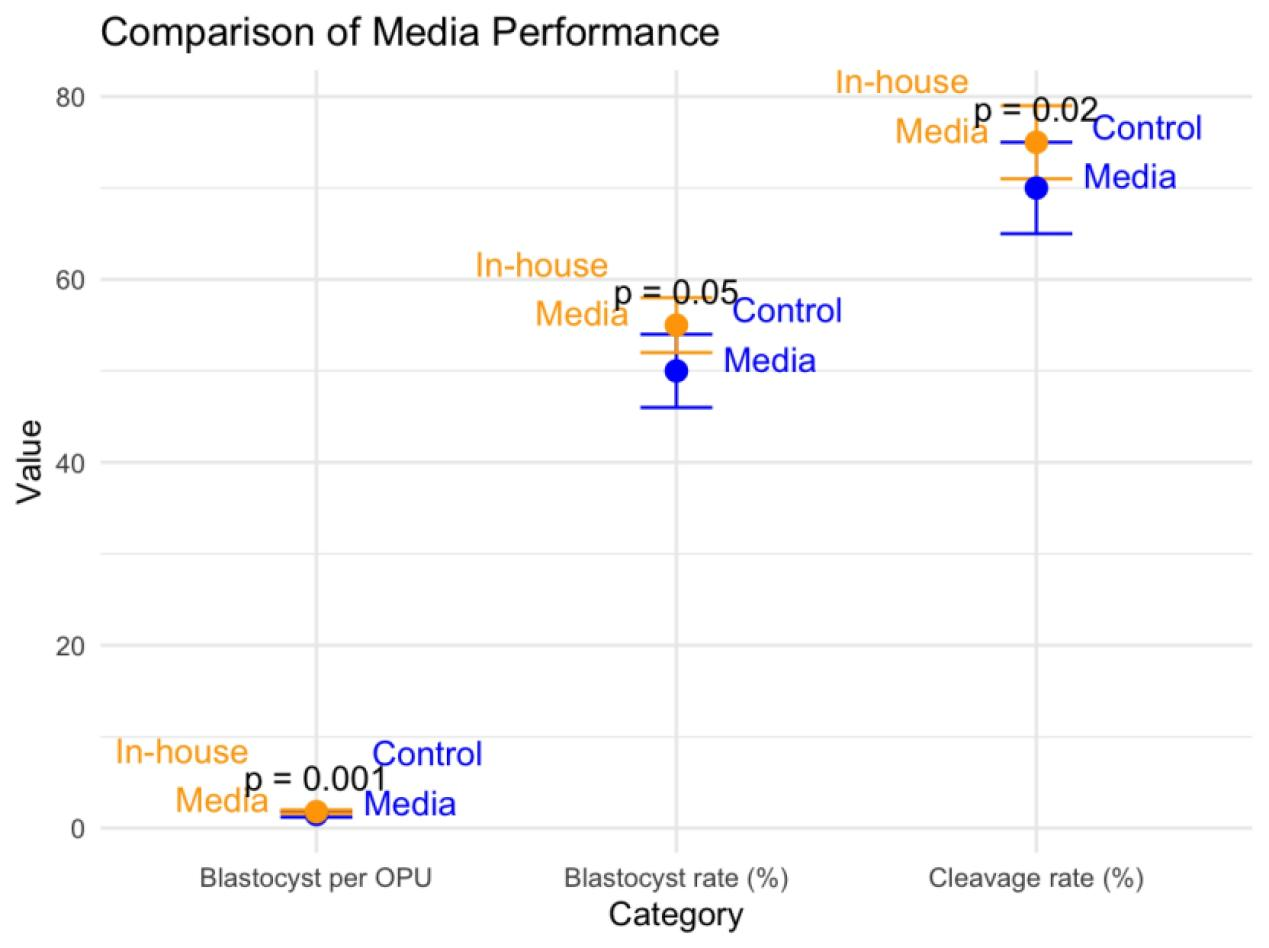 Comparison of Media Performance
80
60
40
20
0
Value
In-house
Media
p = 0.02
Control
Media
In-house
Media
p = 0.05
Control
Media
In-house
Media
p = 0.001
Control
Media
Blastocyst per OPU
Blastocyst rate (%)
Cleavage rate (%)
Category